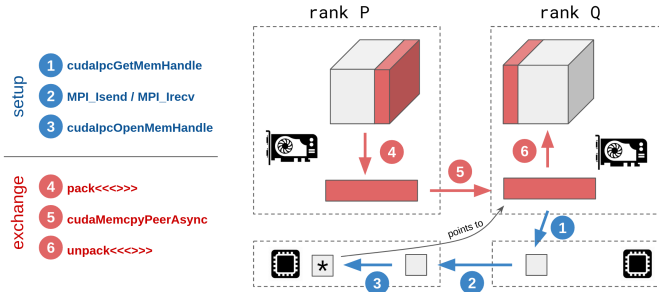 rank P
rank Q
setup
1 cudaIpcGetMemHandle
2 MPI_Isend / MPI_Irecv
3 cudaIpcOpenMemHandle
exchange
4 pack<<<>>>
5 cudaMemcpyPeerAsync
6 unpack<<<>>>
4
5
6
points to
1
*
3
2